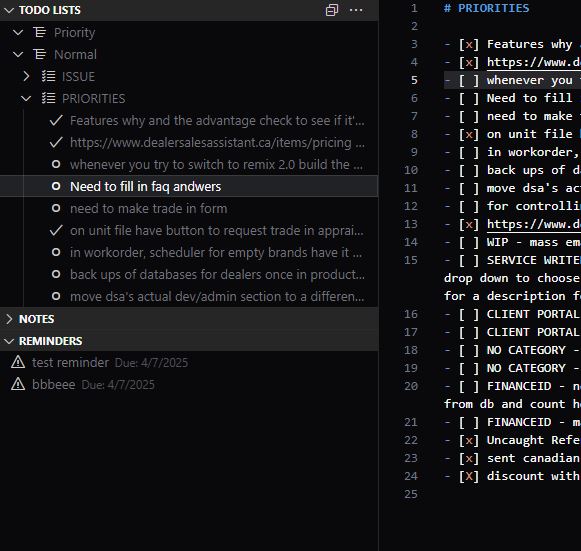 TODO LISTS
Priority
Normal
ISSUE
PRIORITIES
Features why and the advantage check to see if it'...
https://www.dealersalesassistant.ca/items/pricing ...
whenever you try to switch to remix 2.0 build the ...
Need to fill in faq andwers
need to make trade in form
on unit file have button to request trade in apprai...
in workorder, scheduler for empty brands have it ...
back ups of databases for dealers once in product...
move dsa's actual dev/admin section to a different...
NOTES
REMINDERS
test reminder Due: 4/7/2025
bbbeee Due: 4/7/2025
1 # PRIORITIES
2
3 - [x] Features why
4 - [x] https://www.d
5 - [ ] whenever you
6 - [ ] Need to fill
7 - [ ] need to make
8 - [x] on unit file
9 - [ ] in workorder,
10 - [ ] back ups of d
11 - [ ] move dsa's ac
12 - [ ] for controlli
13 - [x] https://www.d
14 - [ ] WIP - mass em
15 - [ ] SERVICE WRITE
drop down to choose
for a description f
16 - [ ] CLIENT PORTAL
17 - [ ] CLIENT PORTAL
18 - [ ] NO CATEGORY -
19 - [ ] NO CATEGORY -
20 - [ ] FINANCEID - n
from db and count h
21 - [ ] FINANCEID - m
22 - [x] Uncaught Refe
23 - [x] sent canadian
24 - [X] discount with
25